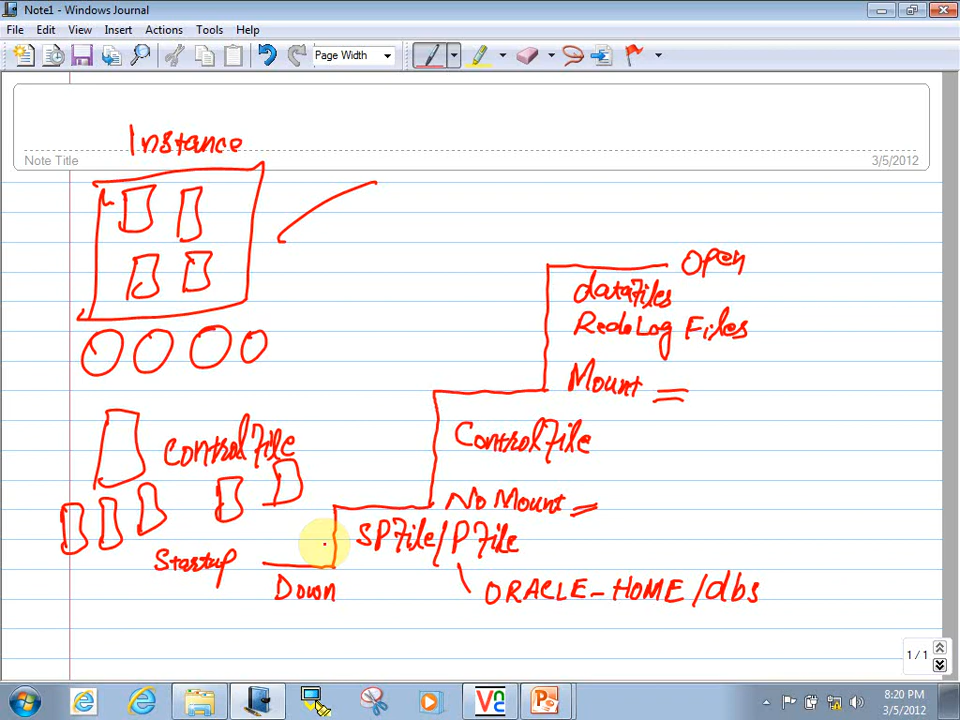 Note1 - Windows Journal
File Edit View Insert Actions Tools Help
Page Width
Instance
Note Title
3/5/2012
Open
dataFiles
RedoLog Files
Mount
ControlFile
ControlFile
No Mount
SPFile/PFile
Startup
Down
ORACLE-HOME/dbs
1 / 1
8:20 PM
3/5/2012